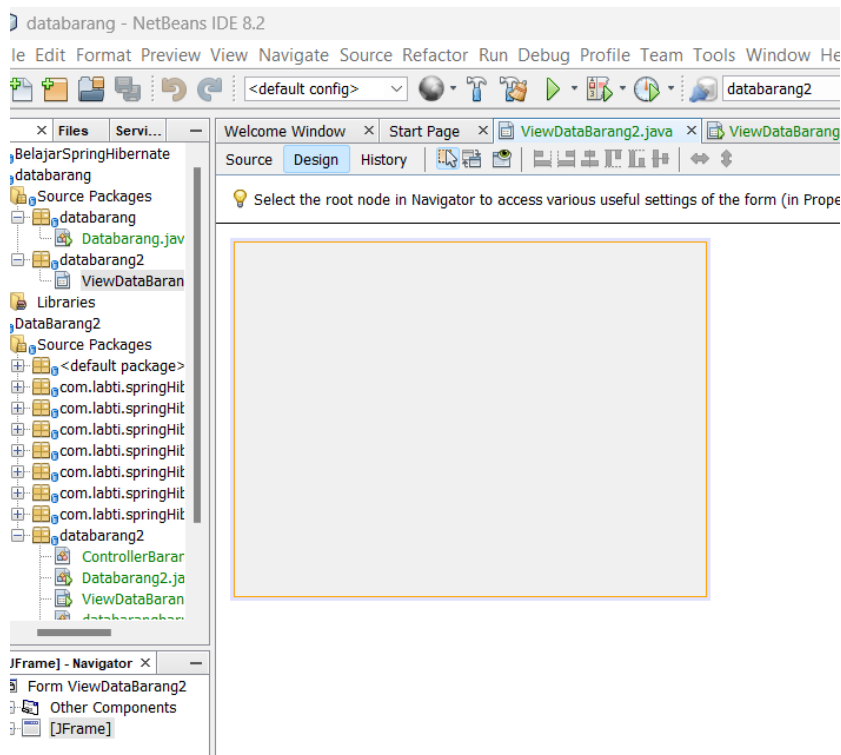 databarang - NetBeans IDE 8.2
le Edit Format Preview View Navigate Source Refactor Run Debug Profile Team Tools Window He
<default config>
databarang2
Files Servi...
Welcome Window Start Page ViewDataBarang2.java ViewDataBarang
Source Design History
Select the root node in Navigator to access various useful settings of the form (in Prope
BelajarSpringHibernate
databarang
Source Packages
databarang
Databarang.jav
databarang2
ViewDataBaran
Libraries
DataBarang2
Source Packages
<default package>
com.labti.springHib
com.labti.springHib
com.labti.springHib
com.labti.springHib
com.labti.springHib
com.labti.springHib
com.labti.springHib
databarang2
ControllerBarar
Databarang2.ja
ViewDataBaran
JFrame] - Navigator
Form ViewDataBarang2
Other Components
[JFrame]